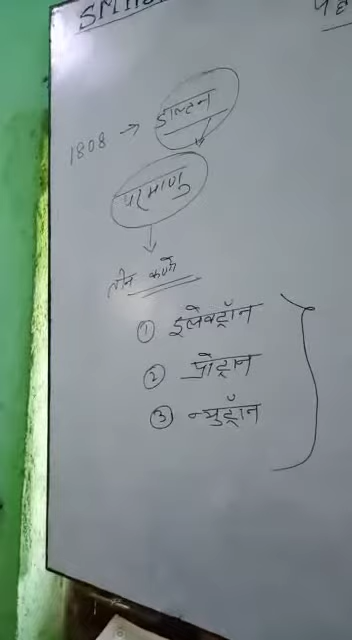 1808 → डाल्टन
परमाणु
तीन कणों
① इलेक्ट्रॉन
② प्रोट्रान
③ न्युट्रॉन